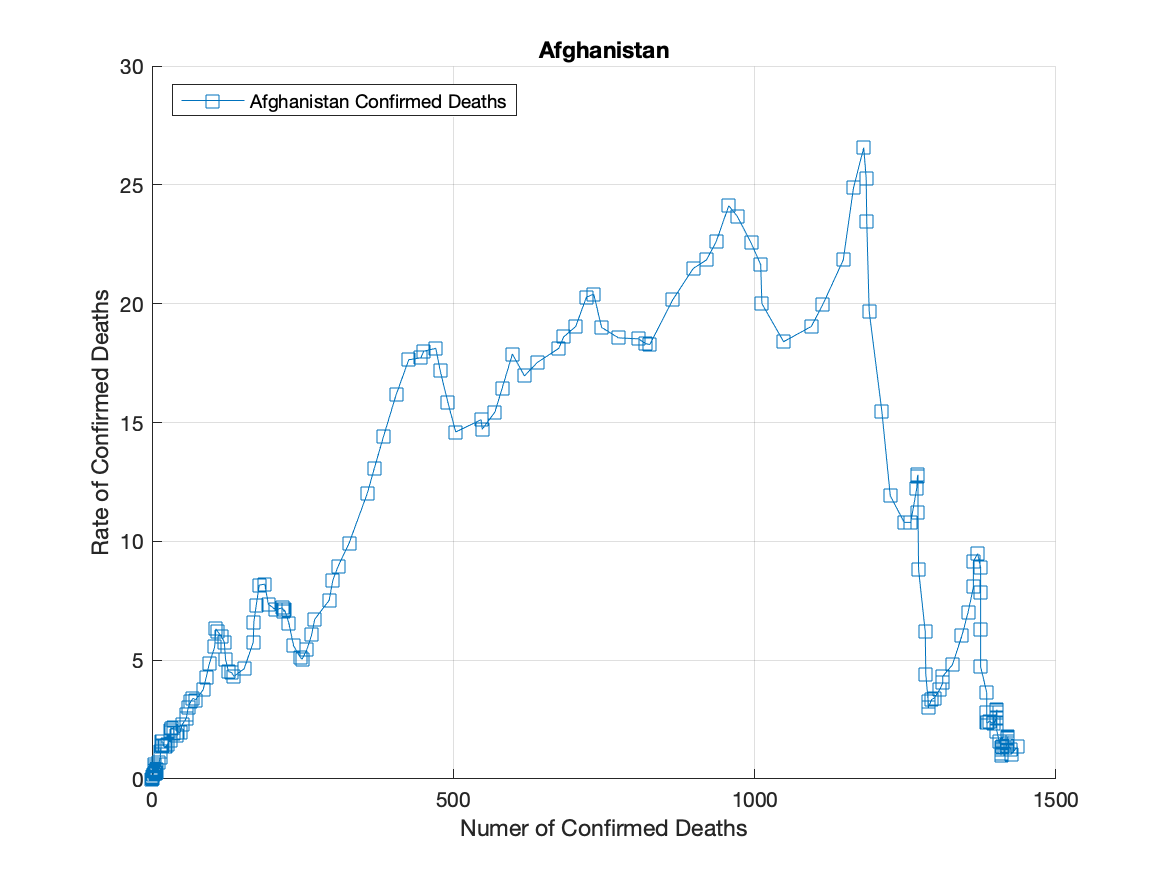 Afghanistan
Afghanistan Confirmed Deaths
30
25
20
15
10
5
0
0 500 1000 1500
Rate of Confirmed Deaths
Numer of Confirmed Deaths